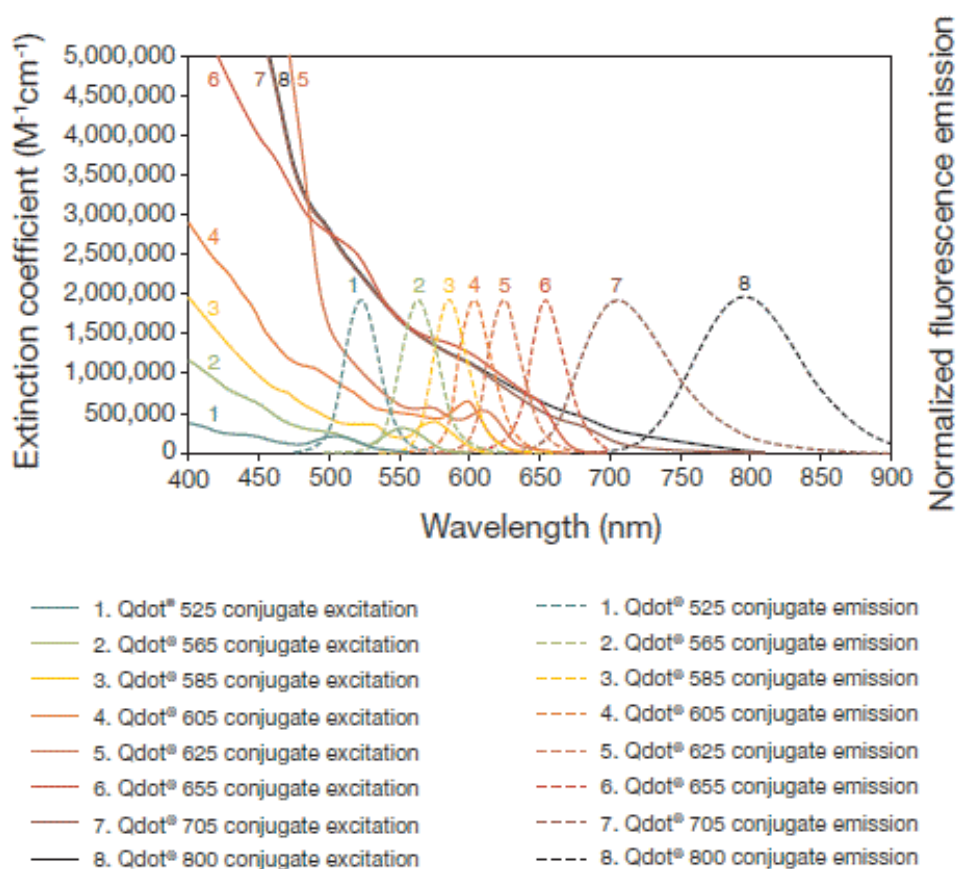 Extinction coefficient (M⁻¹cm⁻¹)
5,000,000
4,500,000
4,000,000
3,500,000
3,000,000
2,500,000
2,000,000
1,500,000
1,000,000
500,000
0
6 7 8 5
4
3
2
1
1 2 3 4 5 6 7 8
400 450 500 550 600 650 700 750 800 850 900
Wavelength (nm)
Normalized fluorescence emission
1. Qdot® 525 conjugate excitation
2. Qdot® 565 conjugate excitation
3. Qdot® 585 conjugate excitation
4. Qdot® 605 conjugate excitation
5. Qdot® 625 conjugate excitation
6. Qdot® 655 conjugate excitation
7. Qdot® 705 conjugate excitation
8. Qdot® 800 conjugate excitation
1. Qdot® 525 conjugate emission
2. Qdot® 565 conjugate emission
3. Qdot® 585 conjugate emission
4. Qdot® 605 conjugate emission
5. Qdot® 625 conjugate emission
6. Qdot® 655 conjugate emission
7. Qdot® 705 conjugate emission
8. Qdot® 800 conjugate emission